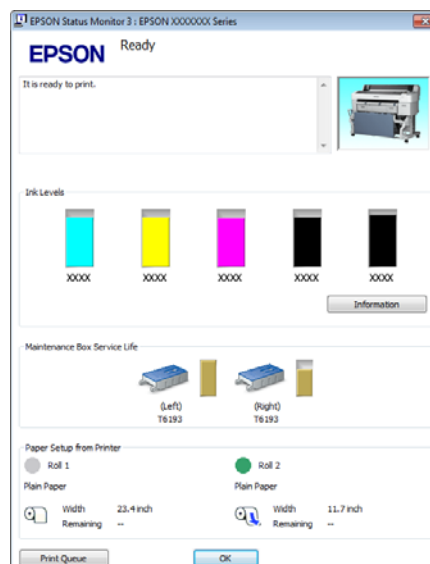 EPSON Status Monitor 3 : EPSON XXXXXXX Series
EPSON
Ready
It is ready to print.
Ink Levels
XXXX XXXX XXXX XXXX XXXX
Information
Maintenance Box Service Life
(Left) (Right)
T6193 T6193
Paper Setup from Printer
Roll 1 Roll 2
Plain Paper Plain Paper
Width 23.4 inch Width 11.7 inch
Remaining -- Remaining --
Print Queue OK